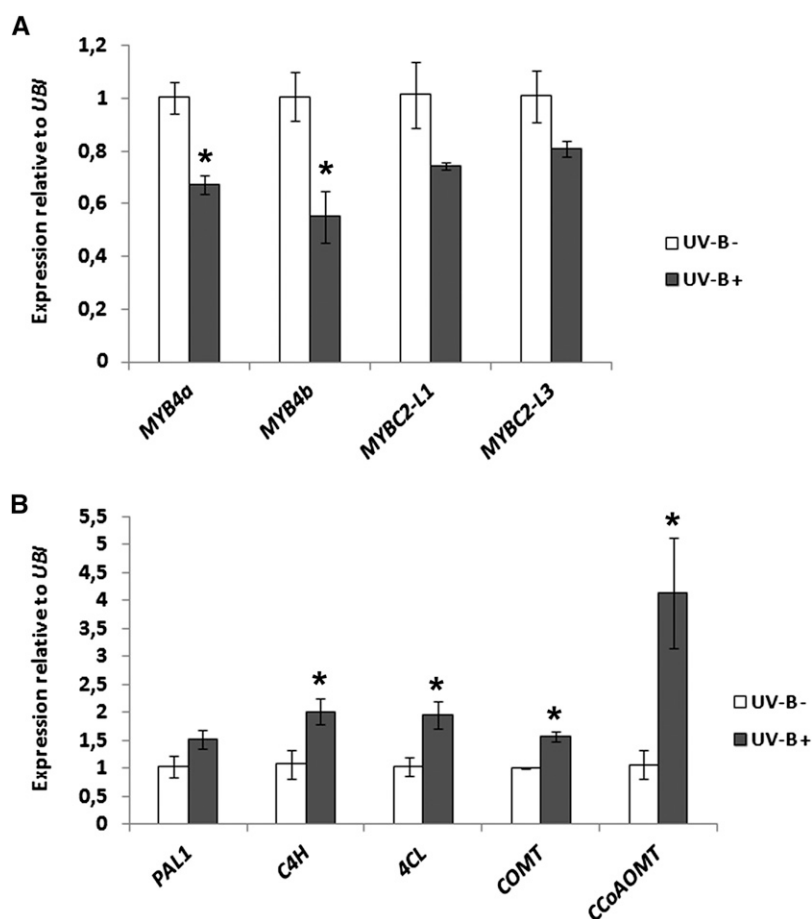 A
Expression relative to UBI
1,2
1
0,8
0,6
0,4
0,2
0
*
*
UV-B-
UV-B+
MYB4a
MYB4b
MYBC2-L1
MYBC2-L3
B
Expression relative to UBI
5,5
5
4,5
4
3,5
3
2,5
2
1,5
1
0,5
0
*
*
*
*
UV-B-
UV-B+
PAL1
C4H
4CL
COMT
CCoAOMT